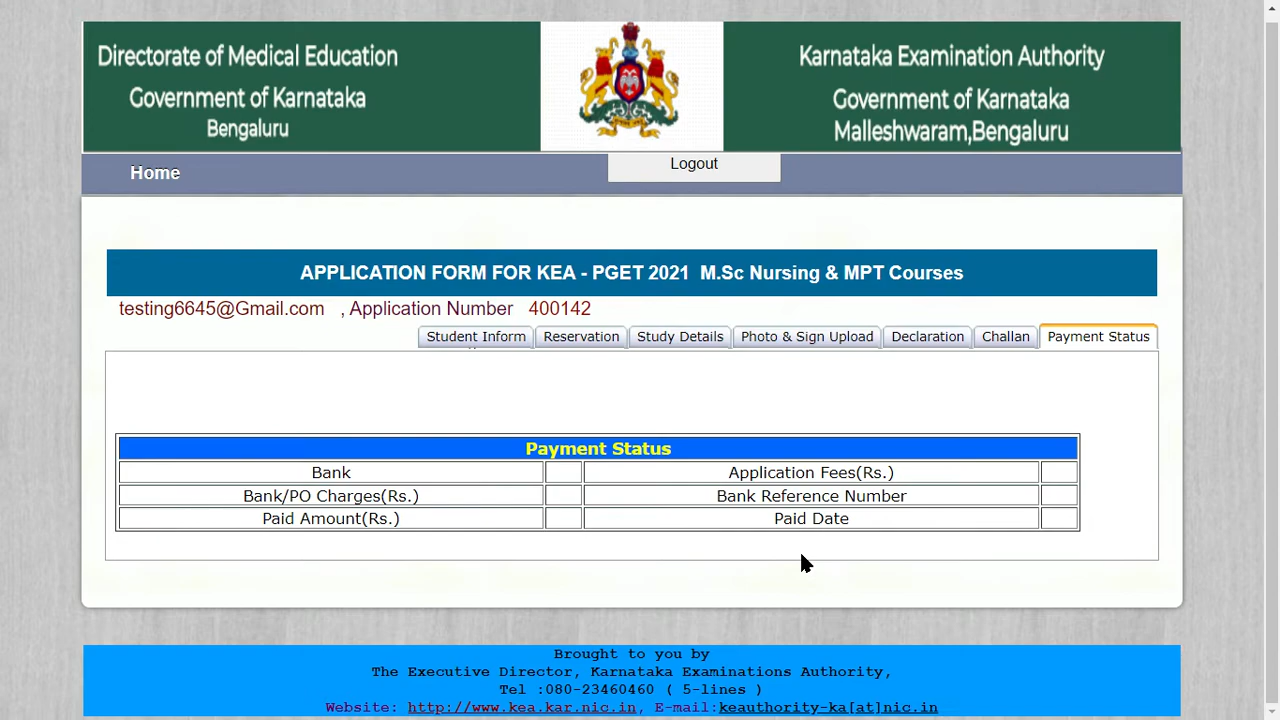 Directorate of Medical Education
Government of Karnataka
Bengaluru
Karnataka Examination Authority
Government of Karnataka
Malleshwaram,Bengaluru
Home
Logout
APPLICATION FORM FOR KEA - PGET 2021 M.Sc Nursing & MPT Courses
testing6645@Gmail.com , Application Number 400142
Student Inform Reservation Study Details Photo & Sign Upload Declaration Challan Payment Status
Payment Status
Bank Application Fees(Rs.)
Bank/PO Charges(Rs.) Bank Reference Number
Paid Amount(Rs.) Paid Date
Brought to you by
The Executive Director, Karnataka Examinations Authority,
Tel :080-23460460 ( 5-lines )
Website: http://www.kea.kar.nic.in, E-mail:keauthority-ka[at]nic.in